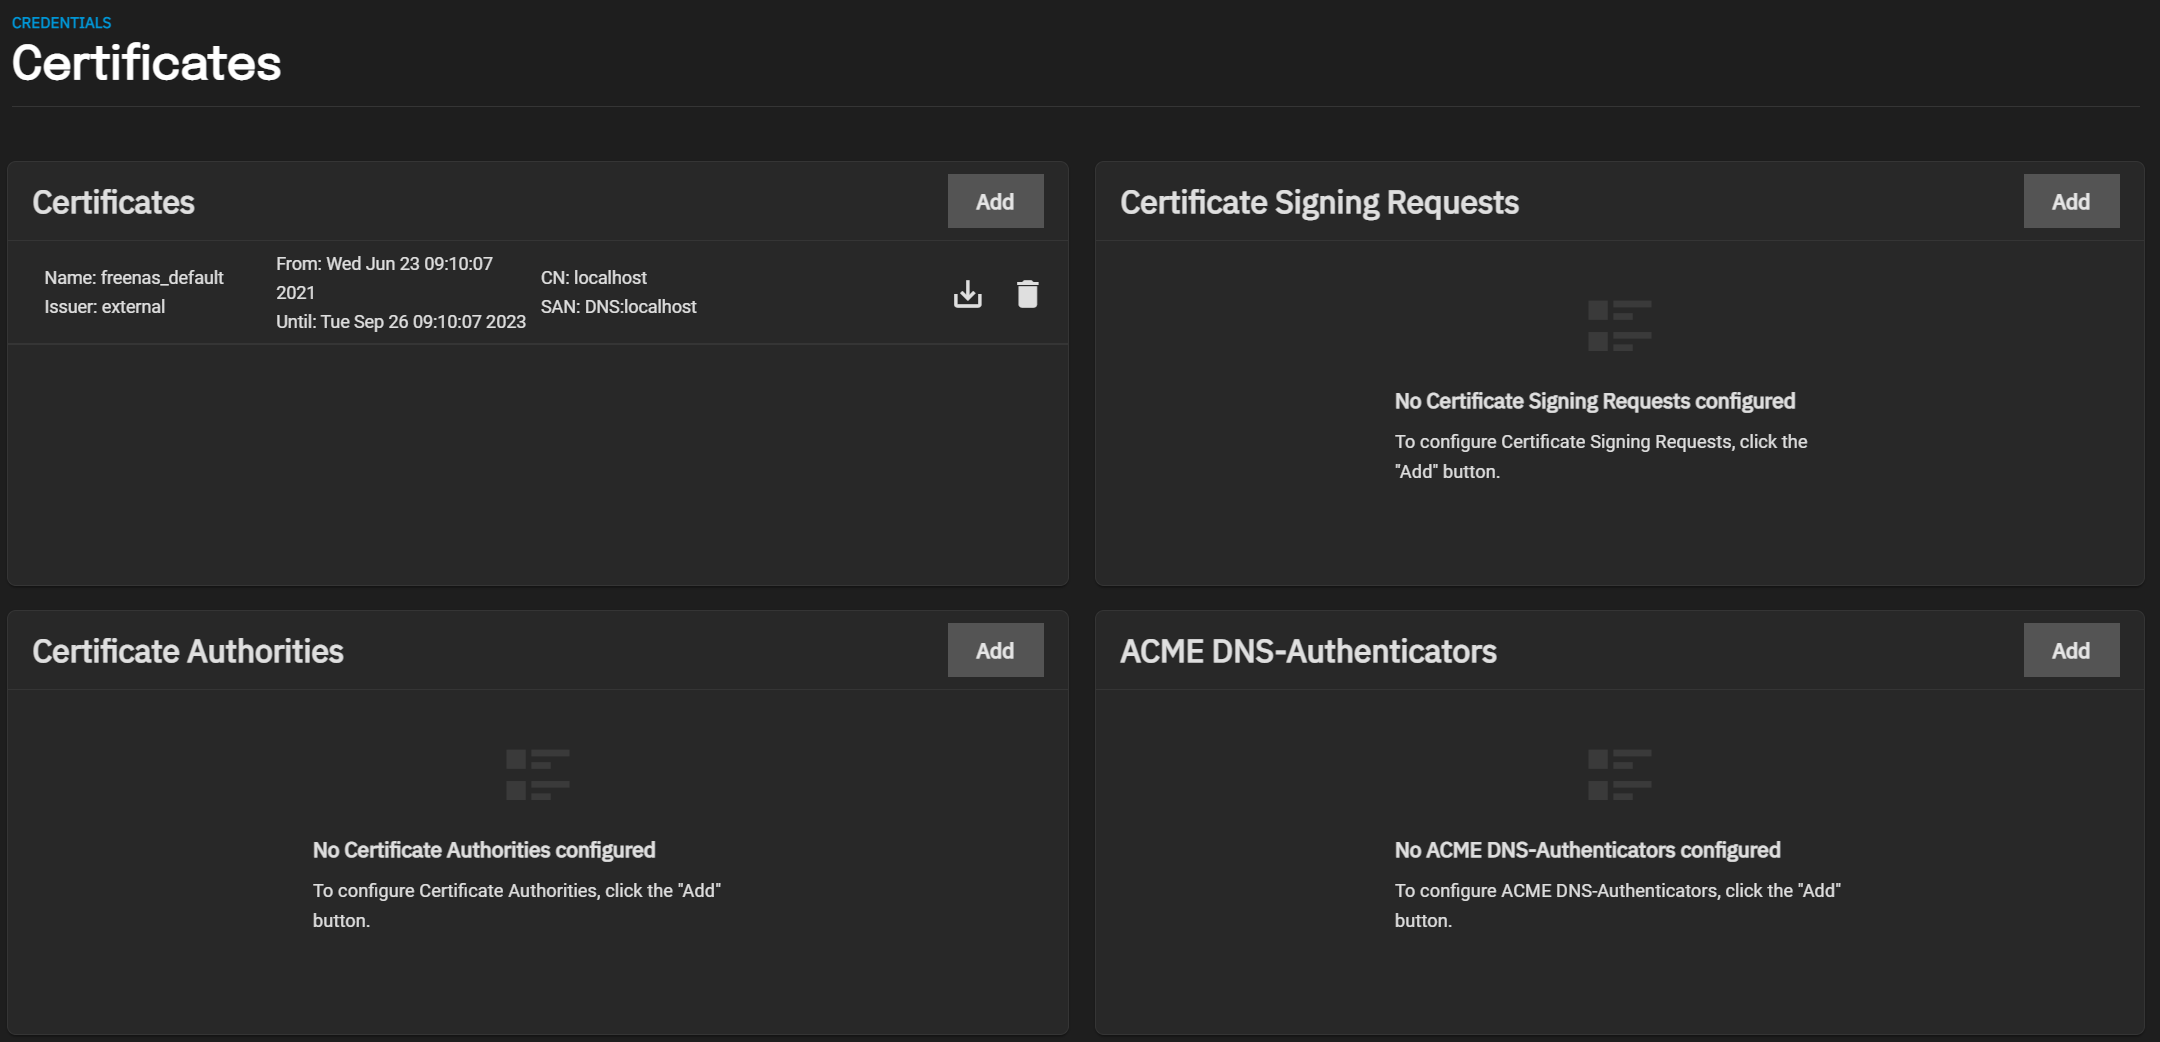 CREDENTIALS
Certificates
Certificates
Add
Name: freenas_default
Issuer: external
From: Wed Jun 23 09:10:07
2021
Until: Tue Sep 26 09:10:07 2023
CN: localhost
SAN: DNS:localhost
Certificate Signing Requests
Add
No Certificate Signing Requests configured
To configure Certificate Signing Requests, click the
"Add" button.
Certificate Authorities
Add
No Certificate Authorities configured
To configure Certificate Authorities, click the "Add"
button.
ACME DNS-Authenticators
Add
No ACME DNS-Authenticators configured
To configure ACME DNS-Authenticators, click the "Add"
button.